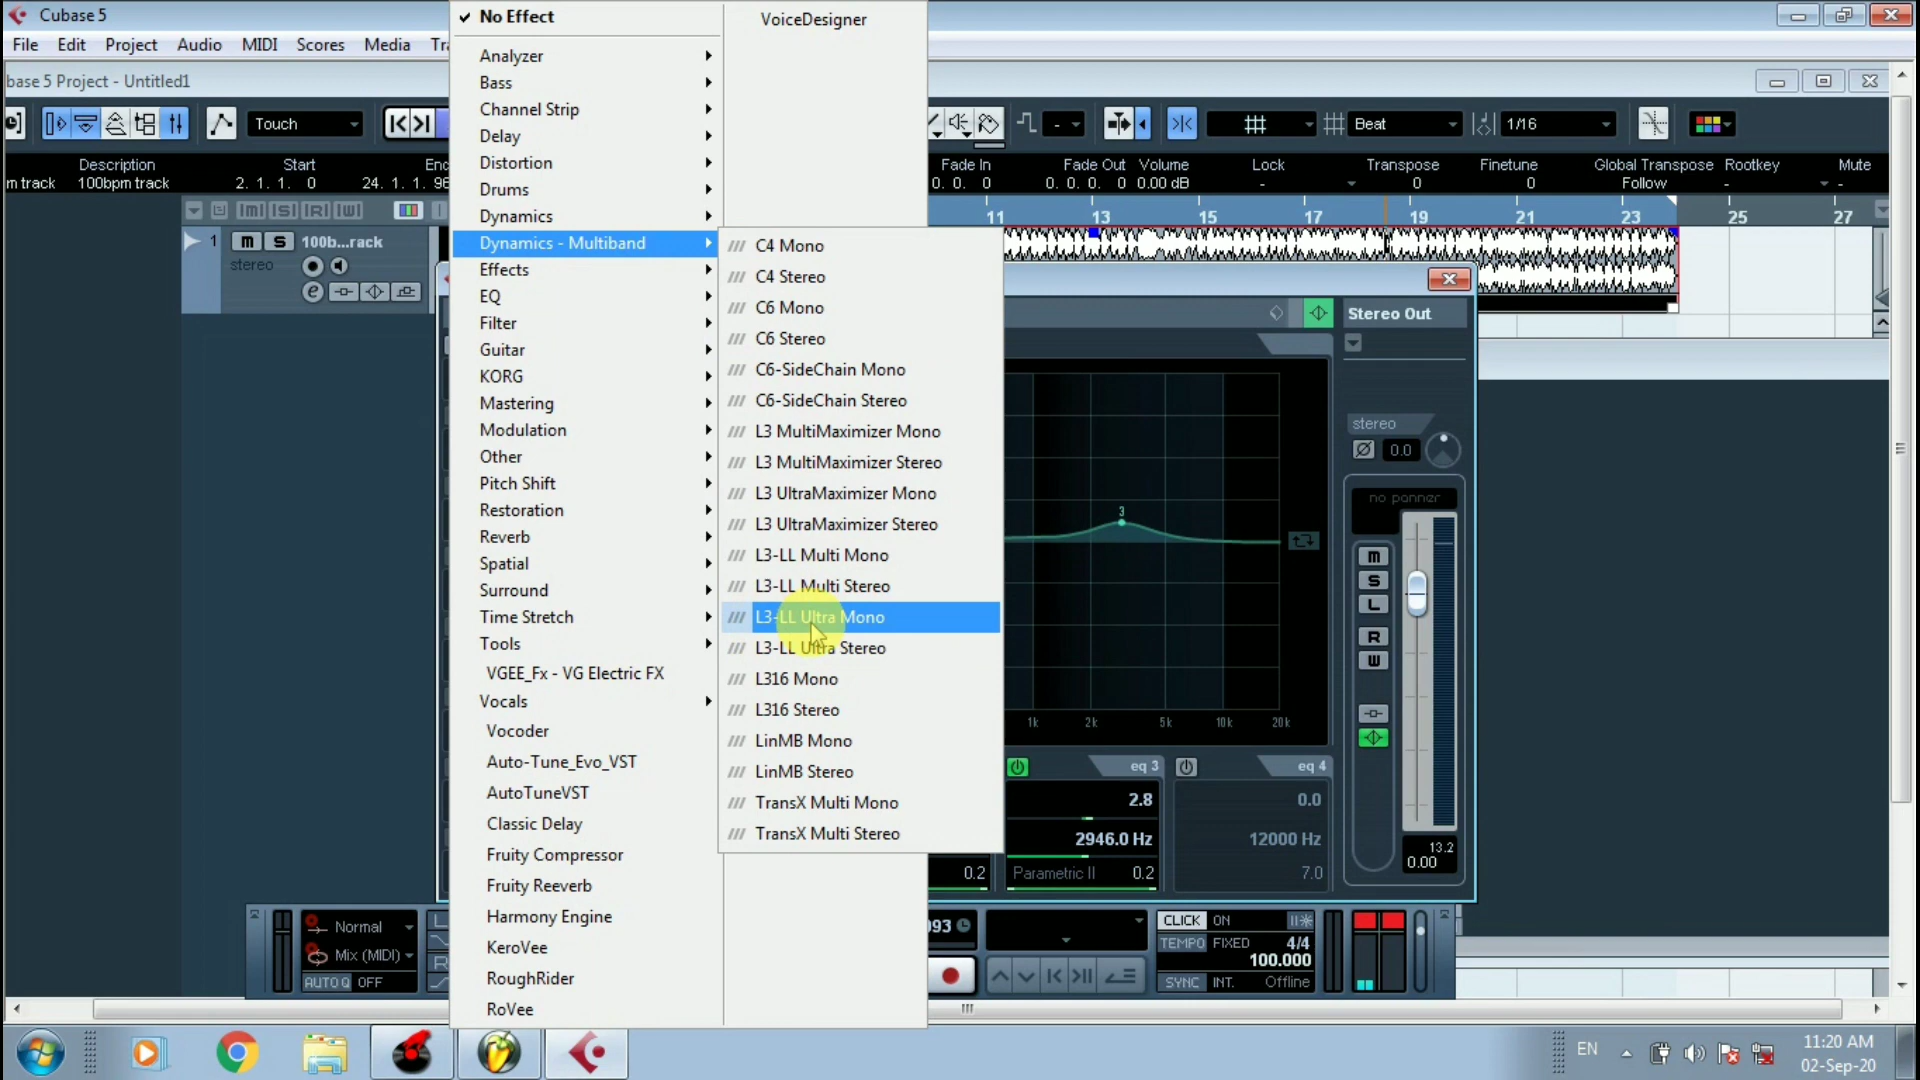 Cubase 5
File Edit Project Audio MIDI Scores Media Tra
base 5 Project - Untitled1
Touch
Beat
1/16
Description Start End Fade In Fade Out Volume Lock Transpose Finetune Global Transpose Rootkey Mute
m track 100bpm track 2. 1. 1. 0 24. 1. 1. 96 0. 0. 0 0. 0. 0. 0 0.00 dB - 0 0 Follow - -
11 13 15 17 19 21 23 25 27
1 M S 100b...rack
stereo
No Effect
Analyzer
Bass
Channel Strip
Delay
Distortion
Drums
Dynamics
Dynamics - Multiband
Effects
EQ
Filter
Guitar
KORG
Mastering
Modulation
Other
Pitch Shift
Restoration
Reverb
Spatial
Surround
Time Stretch
Tools
VGEE_Fx - VG Electric FX
Vocals
Vocoder
Auto-Tune_Evo_VST
AutoTuneVST
Classic Delay
Fruity Compressor
Fruity Reeverb
Harmony Engine
KeroVee
RoughRider
RoVee
VoiceDesigner
C4 Mono
C4 Stereo
C6 Mono
C6 Stereo
C6-SideChain Mono
C6-SideChain Stereo
L3 MultiMaximizer Mono
L3 MultiMaximizer Stereo
L3 UltraMaximizer Mono
L3 UltraMaximizer Stereo
L3-LL Multi Mono
L3-LL Multi Stereo
L3-LL Ultra Mono
L3-LL Ultra Stereo
L316 Mono
L316 Stereo
LinMB Mono
LinMB Stereo
TransX Multi Mono
TransX Multi Stereo
Stereo Out
stereo
0.0
no panner
M
S
L
R
W
13.2
0.00
3
1k 2k 5k 10k 20k
eq 3 eq 4
2.8 0.0
2946.0 Hz 12000 Hz
0.2 Parametric II 0.2 7.0
Normal
Mix (MIDI)
AUTO Q OFF
L
R
093
CLICK ON
TEMPO FIXED 4/4
100.000
SYNC INT. Offline
EN
11:20 AM
02-Sep-20